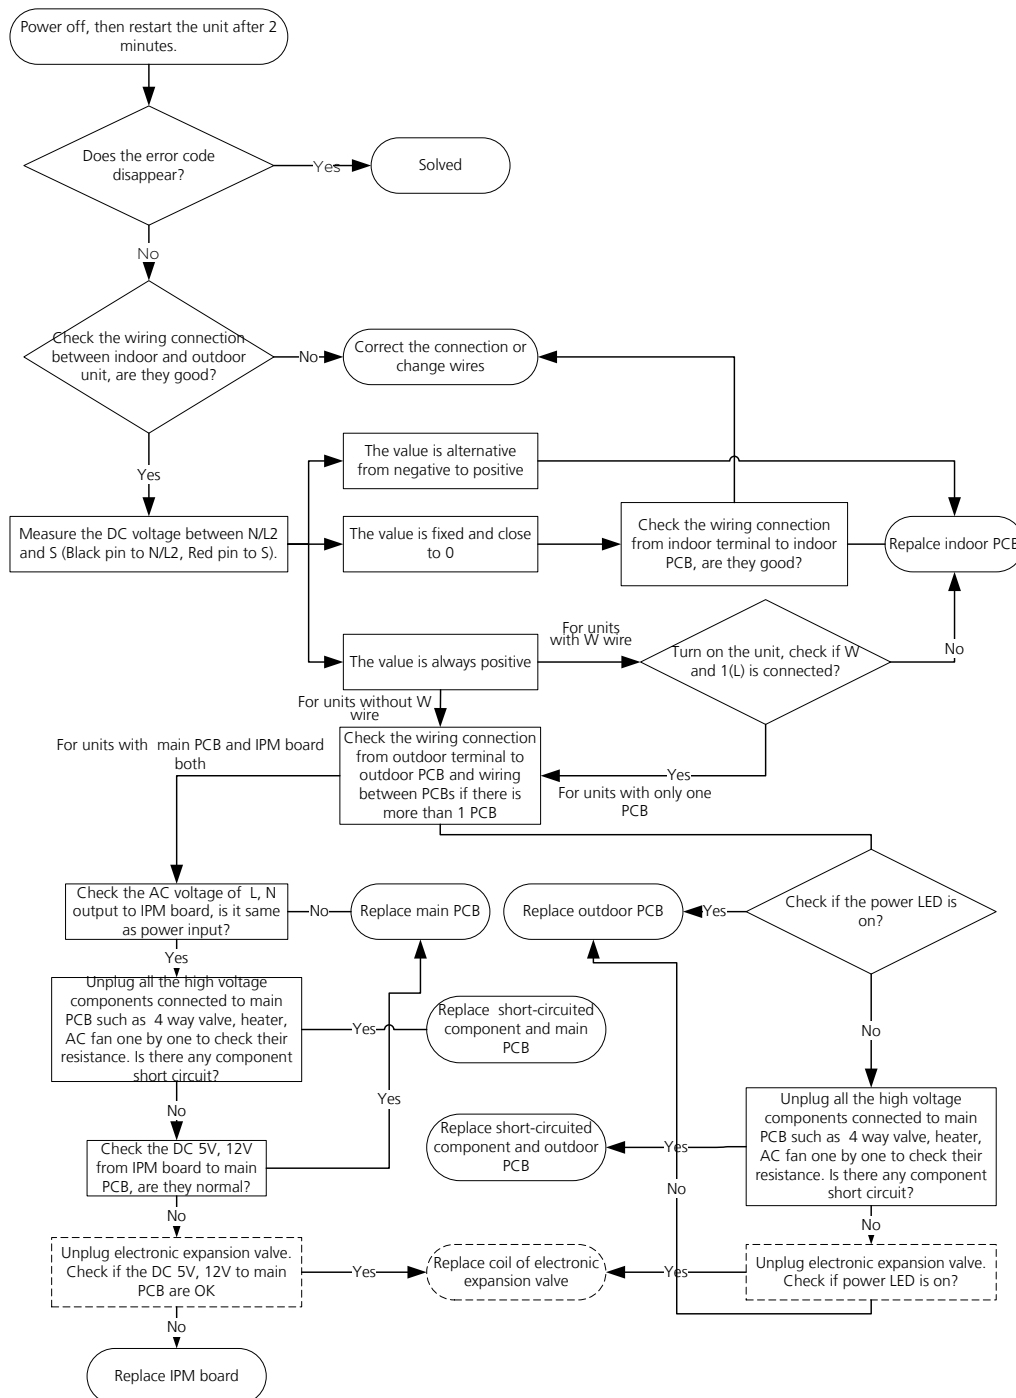 Power off, then restart the unit after 2
minutes.
Does the error code
disappear?
Yes
Solved
No
Check the wiring connection
between indoor and outdoor
unit, are they good?
No
Correct the connection or
change wires
Yes
The value is alternative
from negative to positive
Measure the DC voltage between N/L2
and S (Black pin to N/L2, Red pin to S).
The value is fixed and close
to 0
Check the wiring connection
from indoor terminal to indoor
PCB, are they good?
Repalce indoor PCB
The value is always positive
For units
with W wire
Turn on the unit, check if W
and 1(L) is connected?
No
For units without W
wire
For units with  main PCB and IPM board
both
Check the wiring connection
from outdoor terminal to
outdoor PCB and wiring
between PCBs if there is
more than 1 PCB
Yes
For units with only one
PCB
Check the AC voltage of  L, N
output to IPM board, is it same
as power input?
No
Replace main PCB
Replace outdoor PCB
Yes
Check if the power LED is
on?
Yes
Unplug all the high voltage
components connected to main
PCB such as  4 way valve, heater,
AC fan one by one to check their
resistance. Is there any component
short circuit?
Yes
Replace  short-circuited
component and main
PCB
No
No
Yes
Check the DC 5V, 12V
from IPM board to main
PCB, are they normal?
Replace short-circuited
component and outdoor
PCB
Yes
Unplug all the high voltage
components connected to main
PCB such as  4 way valve, heater,
AC fan one by one to check their
resistance. Is there any component
short circuit?
No
No
No
Unplug electronic expansion valve.
Check if the DC 5V, 12V to main
PCB are OK
Yes
Replace coil of electronic
expansion valve
Yes
Unplug electronic expansion valve.
Check if power LED is on?
No
Replace IPM board